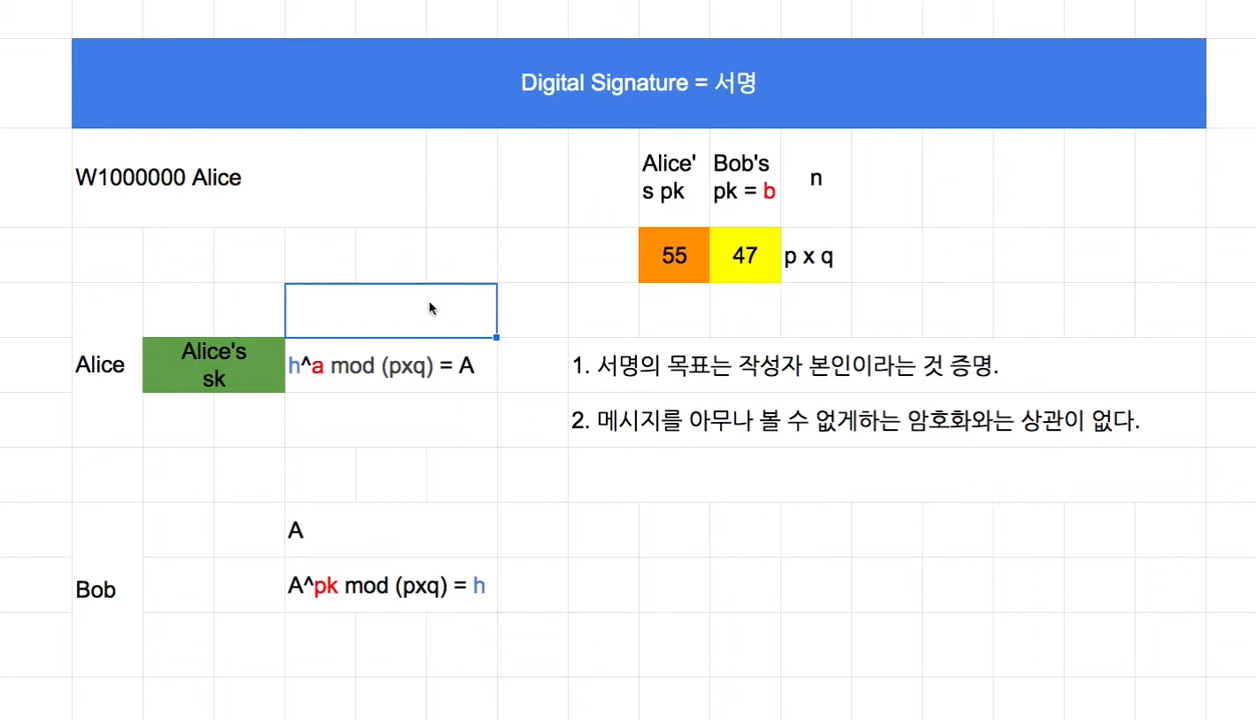 Digital Signature = 서명
W1000000 Alice
Alice'
s pk
Bob's
pk = b
n
55
47
p x q
Alice
Alice's
sk
h^a mod (pxq) = A
1. 서명의 목표는 작성자 본인이라는 것 증명.
2. 메시지를 아무나 볼 수 없게하는 암호화와는 상관이 없다.
A
Bob
A^pk mod (pxq) = h